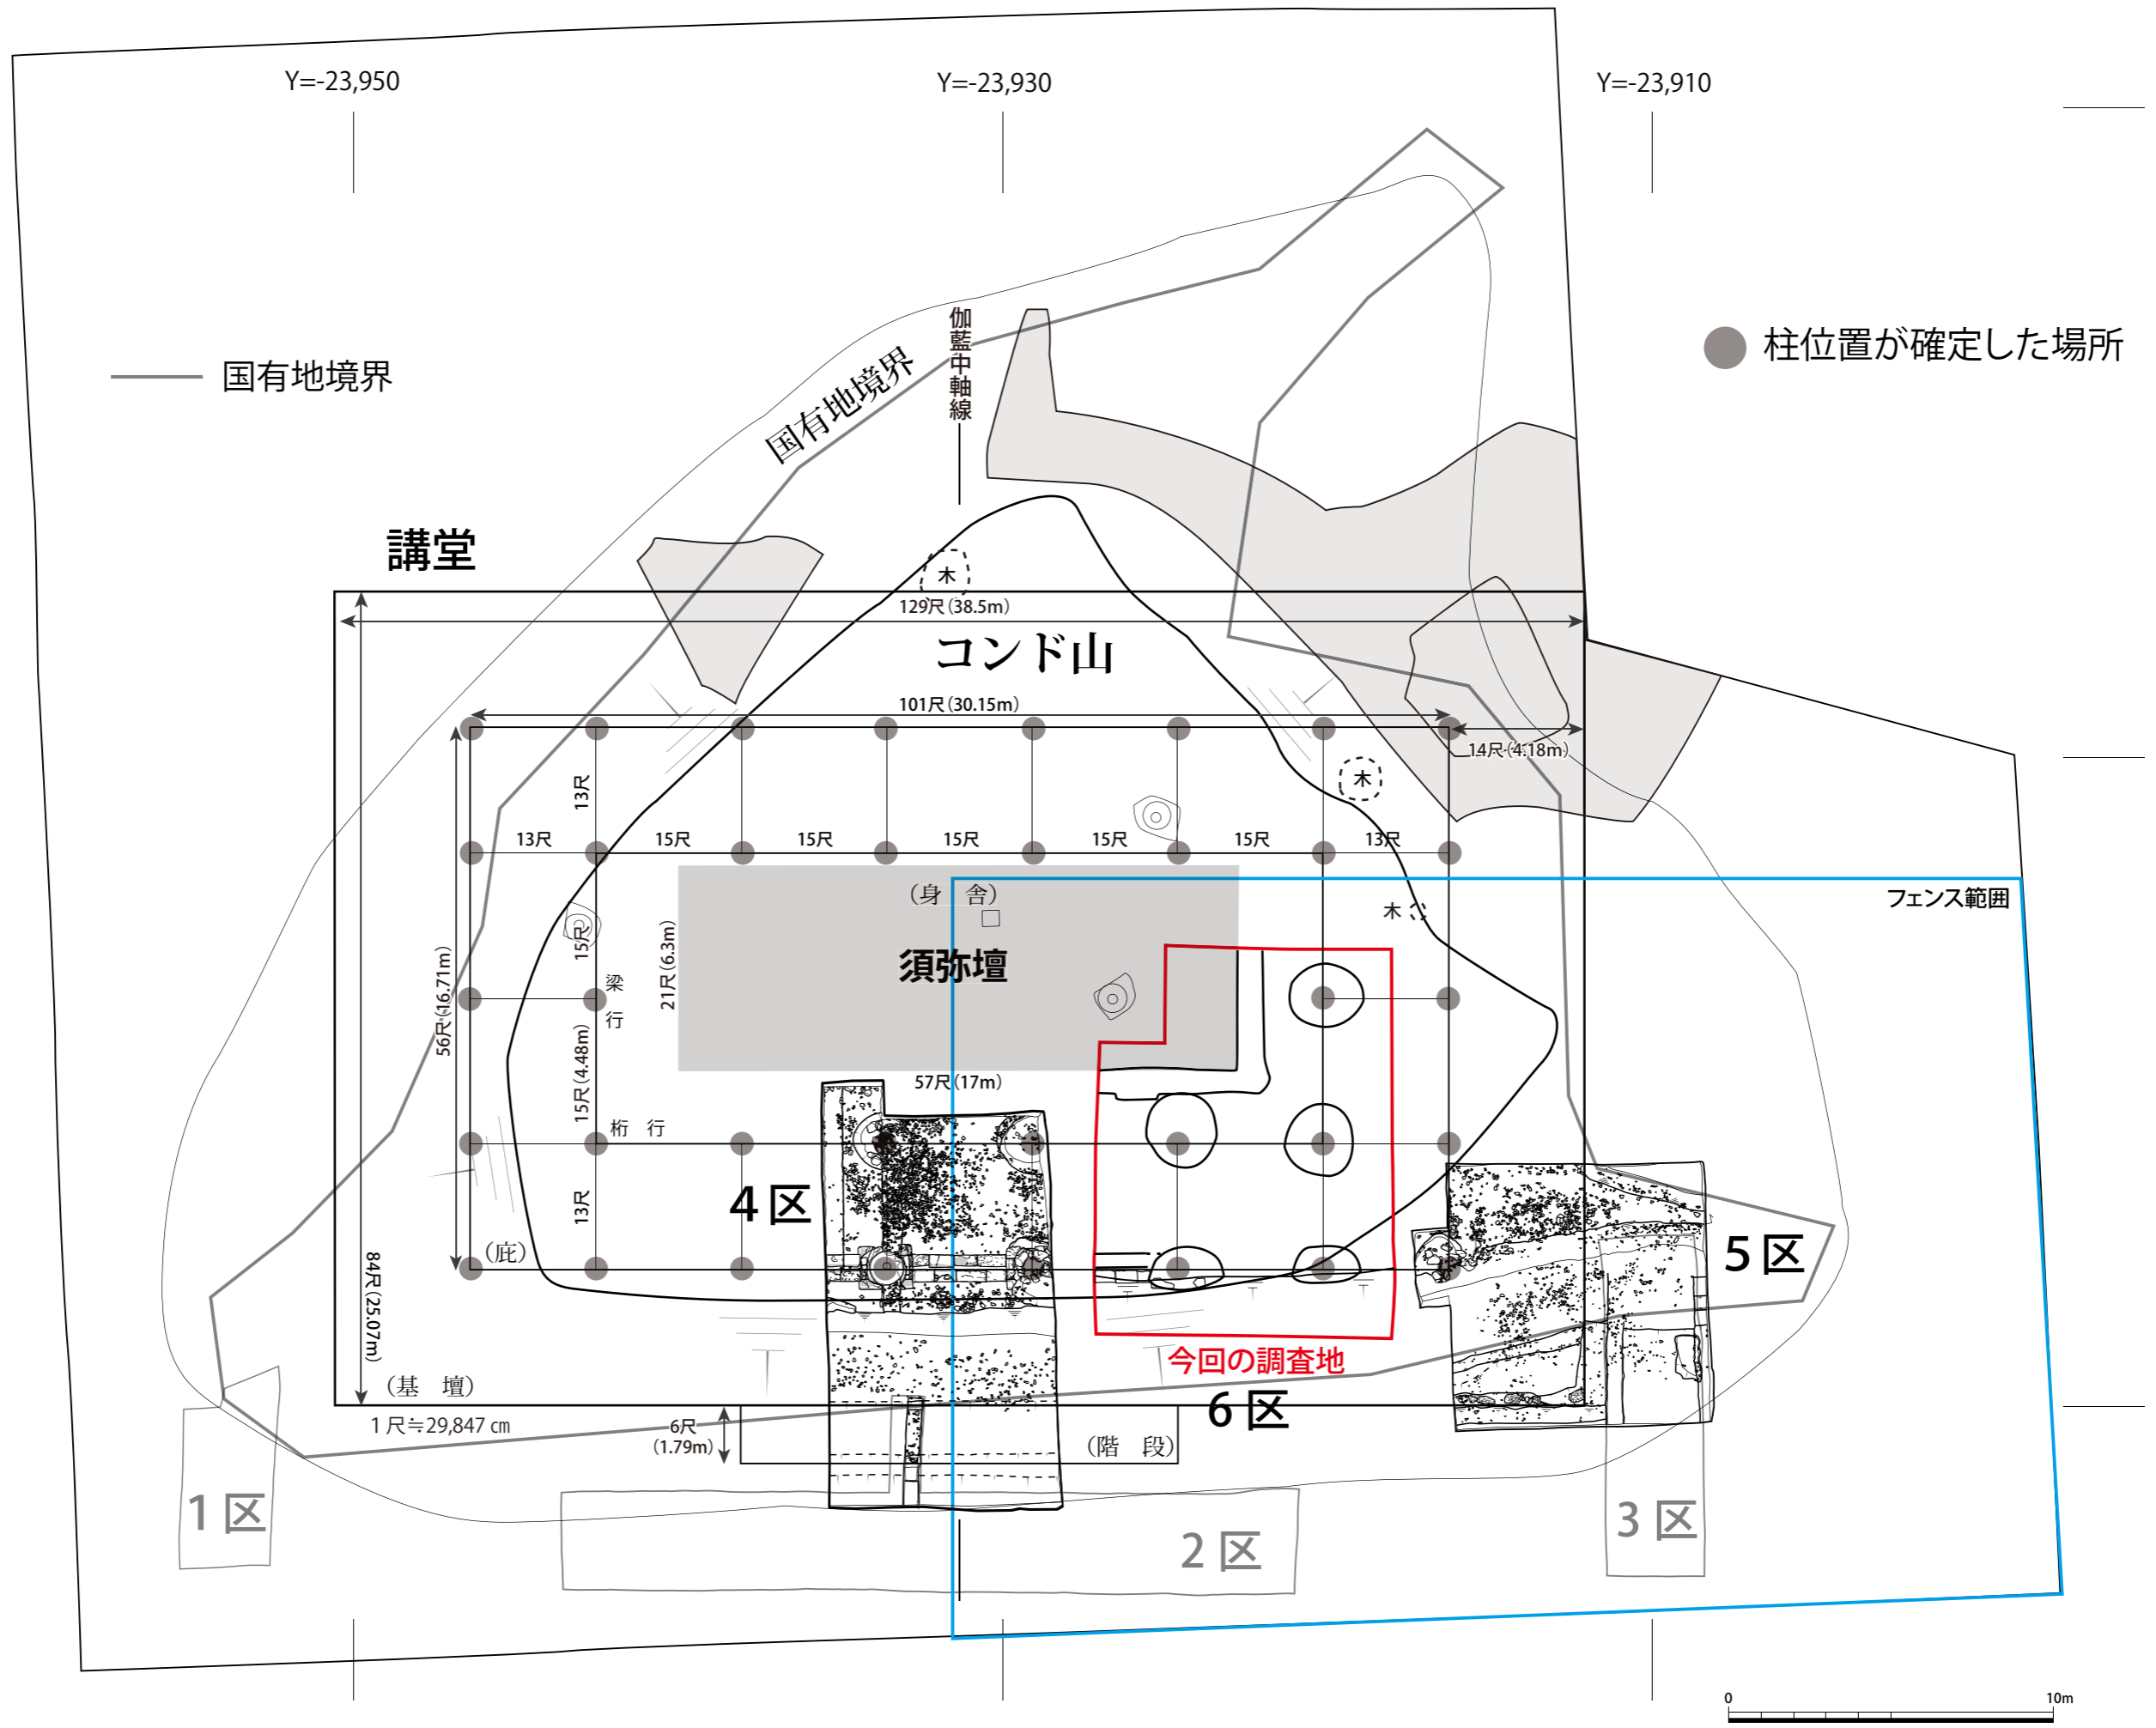 Y=-23,950
Y=-23,930
Y=-23,910
国有地境界
国有地境界
伽藍中軸線
柱位置が確定した場所
講堂
木
129尺(38.5m)
コンド山
101尺(30.15m)
14尺(4.18m)
木
13尺
13尺
15尺
15尺
15尺
15尺
15尺
13尺
(身 舎)
フェンス範囲
木
15尺
21尺(6.3m)
須弥壇
梁行
56尺(16.71m)
15尺(4.48m)
57尺(17m)
桁 行
4区
13尺
(庇)
5区
84尺(25.07m)
今回の調査地
(基 壇)
6区
1尺≒29,847㎝
6尺
(1.79m)
(階 段)
1区
2区
3区
0
10m